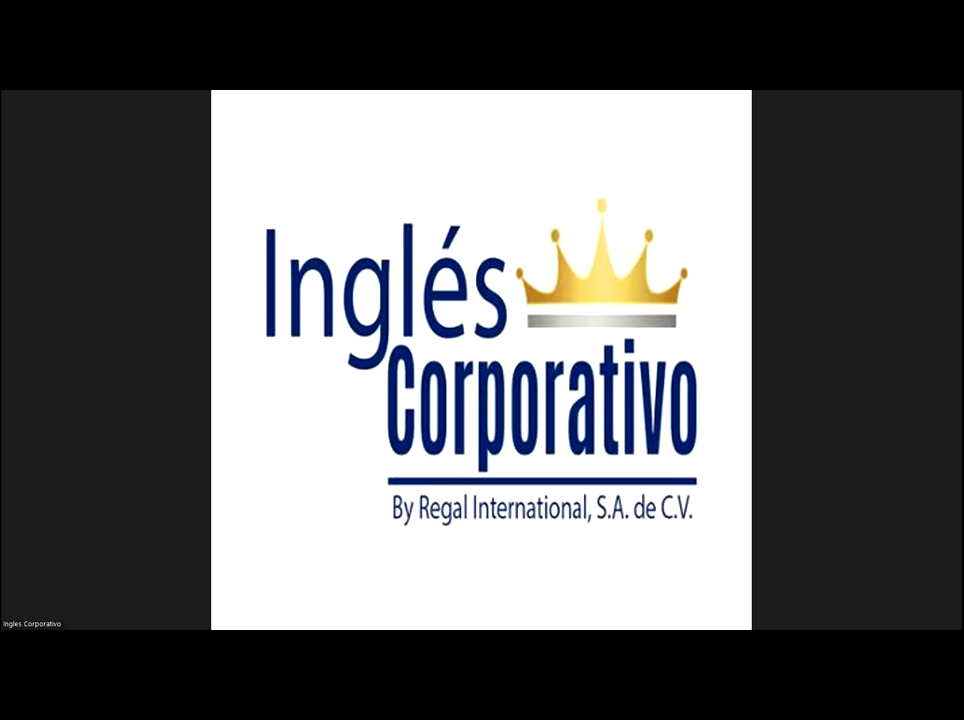 Inglés
Corporativo
By Regal International, S.A. de C.V.
Ingles Corporativo